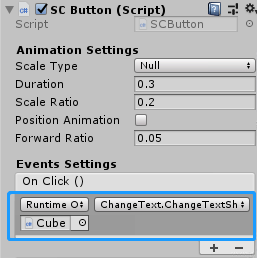 SC Button (Script)
Script SCButton
Animation Settings
Scale Type Null
Duration 0.3
Scale Ratio 0.2
Position Animation
Forward Ratio 0.05
Events Settings
On Click ()
Runtime O ChangeText.ChangeTextSh
Cube
+ −